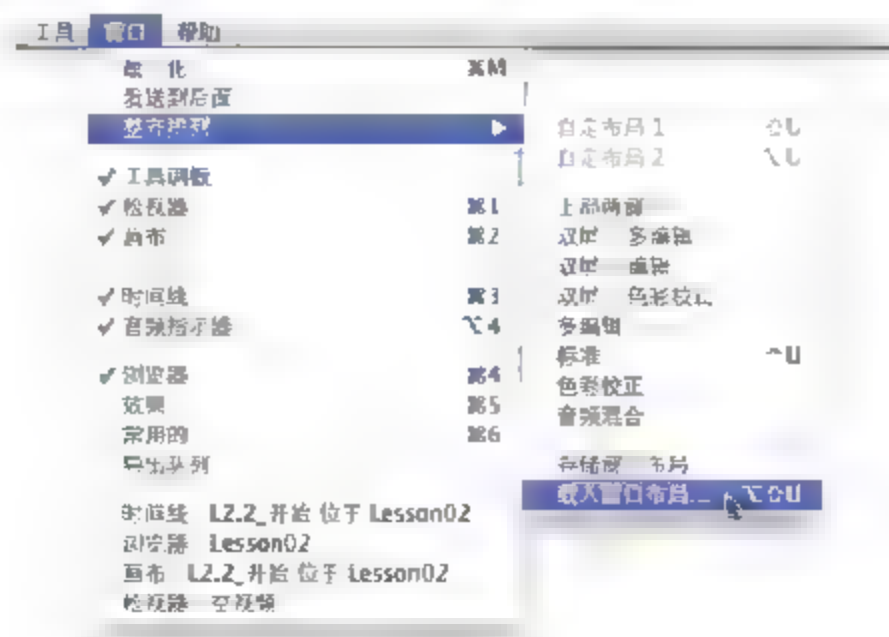 工具 窗口 帮助
化 ⌘M
发送到后面
整齐排列
自定布局 1 ⇧U
自定布局 2 ⌥U
✓ 工具调板
✓ 检视器 ⌘1
✓ 画布 ⌘2
✓ 时间线 ⌘3
✓ 音频指示器 ⌥4
✓ 浏览器 ⌘4
效果 ⌘5
常用的 ⌘6
导出队列
上部两部
双屏 多编辑
双屏 编辑
双屏 色彩校正
多编辑
标准 ^U
色彩校正
音频混合
存储 布局
载入窗口布局... ⌥⇧U
时间线 L2.2_开始 位于 Lesson02
浏览器 Lesson02
画布 L2.2_开始 位于 Lesson02
检视器 空视频